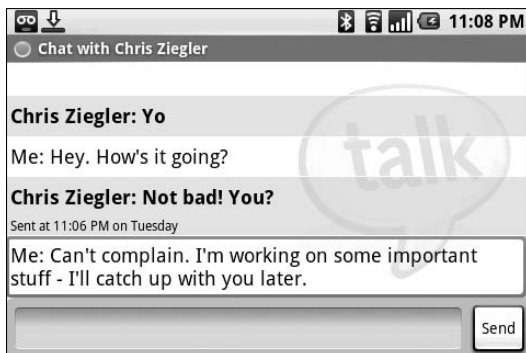 11:08 PM
Chat with Chris Ziegler
Chris Ziegler: Yo
Me: Hey. How's it going?
talk
Chris Ziegler: Not bad! You?
Sent at 11:06 PM on Tuesday
Me: Can't complain. I'm working on some important
stuff - I'll catch up with you later.
Send